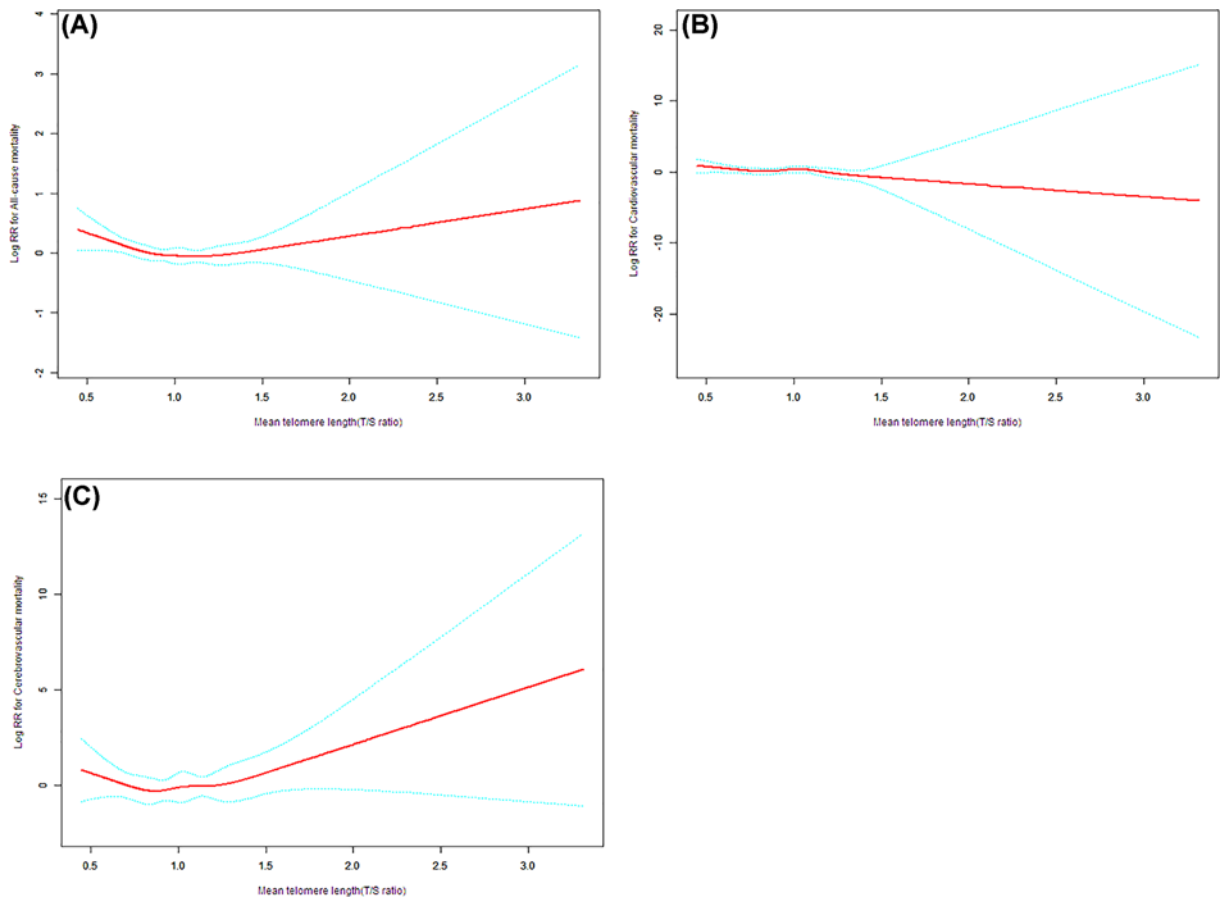 (A)
4
3
2
1
0
-1
-2
Log RR for All-cause mortality
0.5 1.0 1.5 2.0 2.5 3.0
Mean telomere length(T/S ratio)
(B)
20
10
0
-10
-20
Log RR for Cardiovascular mortality
0.5 1.0 1.5 2.0 2.5 3.0
Mean telomere length(T/S ratio)
(C)
15
10
5
0
Log RR for Cerebrovascular mortality
0.5 1.0 1.5 2.0 2.5 3.0
Mean telomere length(T/S ratio)